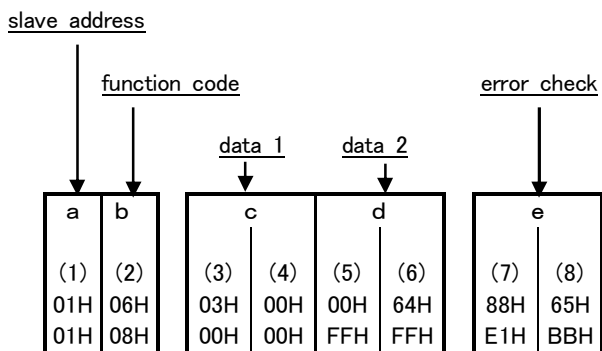 slave address
function code
error check
data 1
data 2
a b c d e
(1) (2) (3) (4) (5) (6) (7) (8)
01H 06H 03H 00H 00H 64H 88H 65H
01H 08H 00H 00H FFH FFH E1H BBH